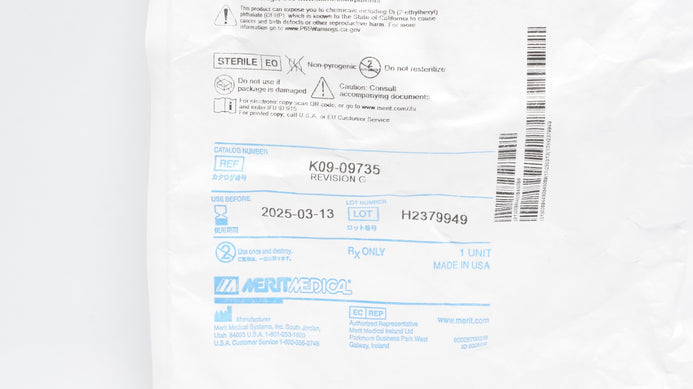 This product can expose you to chemicals including Di (2-ethylhexyl)
phthalate (DEHP), which is known to the State of California to cause
cancer and birth defects or other reproductive harm. For more
information go to www.P65Warnings.ca.gov
STERILE EO Non-pyrogenic 2 Do not resterilize
Do not use if
package is damaged
Caution: Consult
accompanying documents
For electronic copy scan QR code, or go to www.merit.com/ifu
and enter IFU ID 915
For printed copy, call U.S.A. or EU Customer Service
CATALOG NUMBER
REF
カタログ番号
K09-09735
REVISION C
USE BEFORE
使用期限
2025-03-13
LOT NUMBER
LOT
ロット番号
H2379949
2 Use once and destroy.
RX ONLY
1 UNIT
MADE IN USA
MERITMEDICAL
Manufacturer
Merit Medical Systems, Inc. South Jordan,
Utah 84095 U.S.A. 1-801-253-1600
U.S.A. Customer Service 1-800-356-3748
EC REP
Authorized Representative
Merit Medical Ireland Ltd
Parkmore Business Park West
Galway, Ireland
www.merit.com